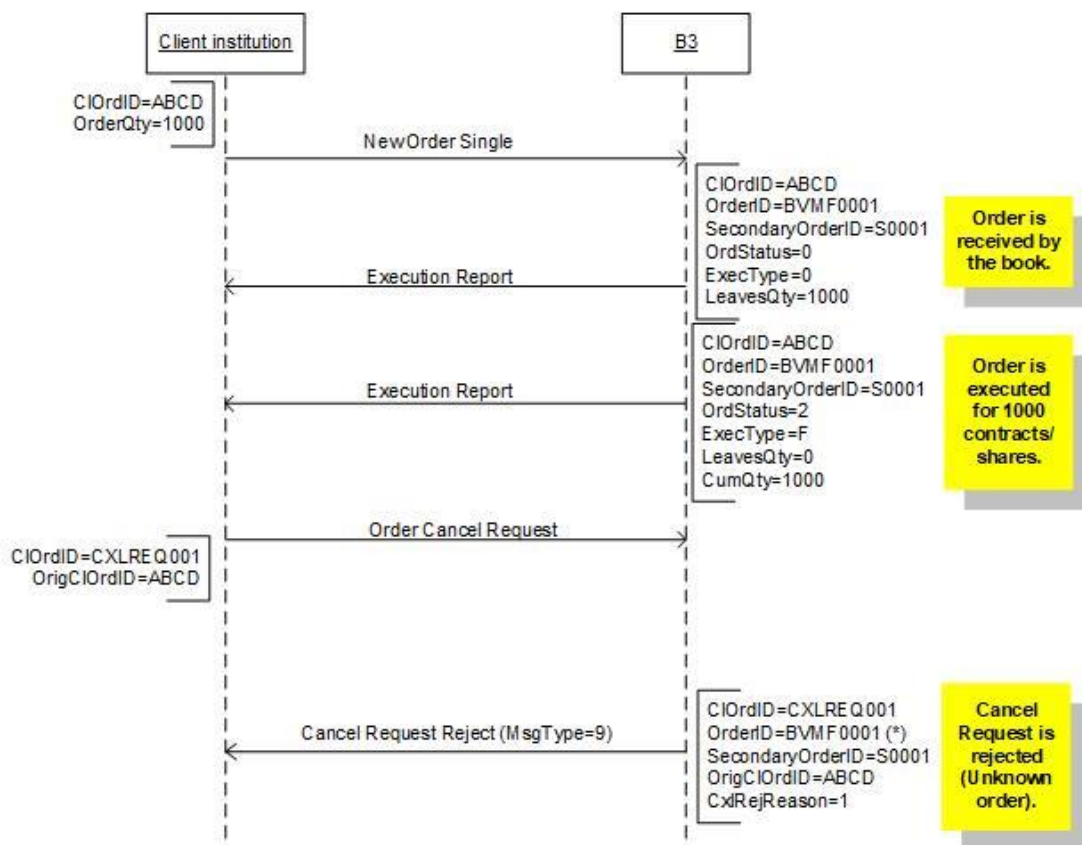 Client institution
B3
ClOrdID=ABCD
OrderQty=1000
NewOrder Single
ClOrdID=ABCD
OrderID=BVMF0001
SecondaryOrderID=S0001
OrdStatus=0
ExecType=0
LeavesQty=1000
Order is
received by
the book.
Execution Report
ClOrdID=ABCD
OrderID=BVMF0001
SecondaryOrderID=S0001
OrdStatus=2
ExecType=F
LeavesQty=0
CumQty=1000
Order is
executed
for 1000
contracts/
shares.
Execution Report
Order Cancel Request
ClOrdID=CXLREQ001
OrigClOrdID=ABCD
Cancel Request Reject (MsgType=9)
ClOrdID=CXLREQ001
OrderID=BVMF0001 (*)
SecondaryOrderID=S0001
OrigClOrdID=ABCD
CxlRejReason=1
Cancel
Request is
rejected
(Unknown
order).